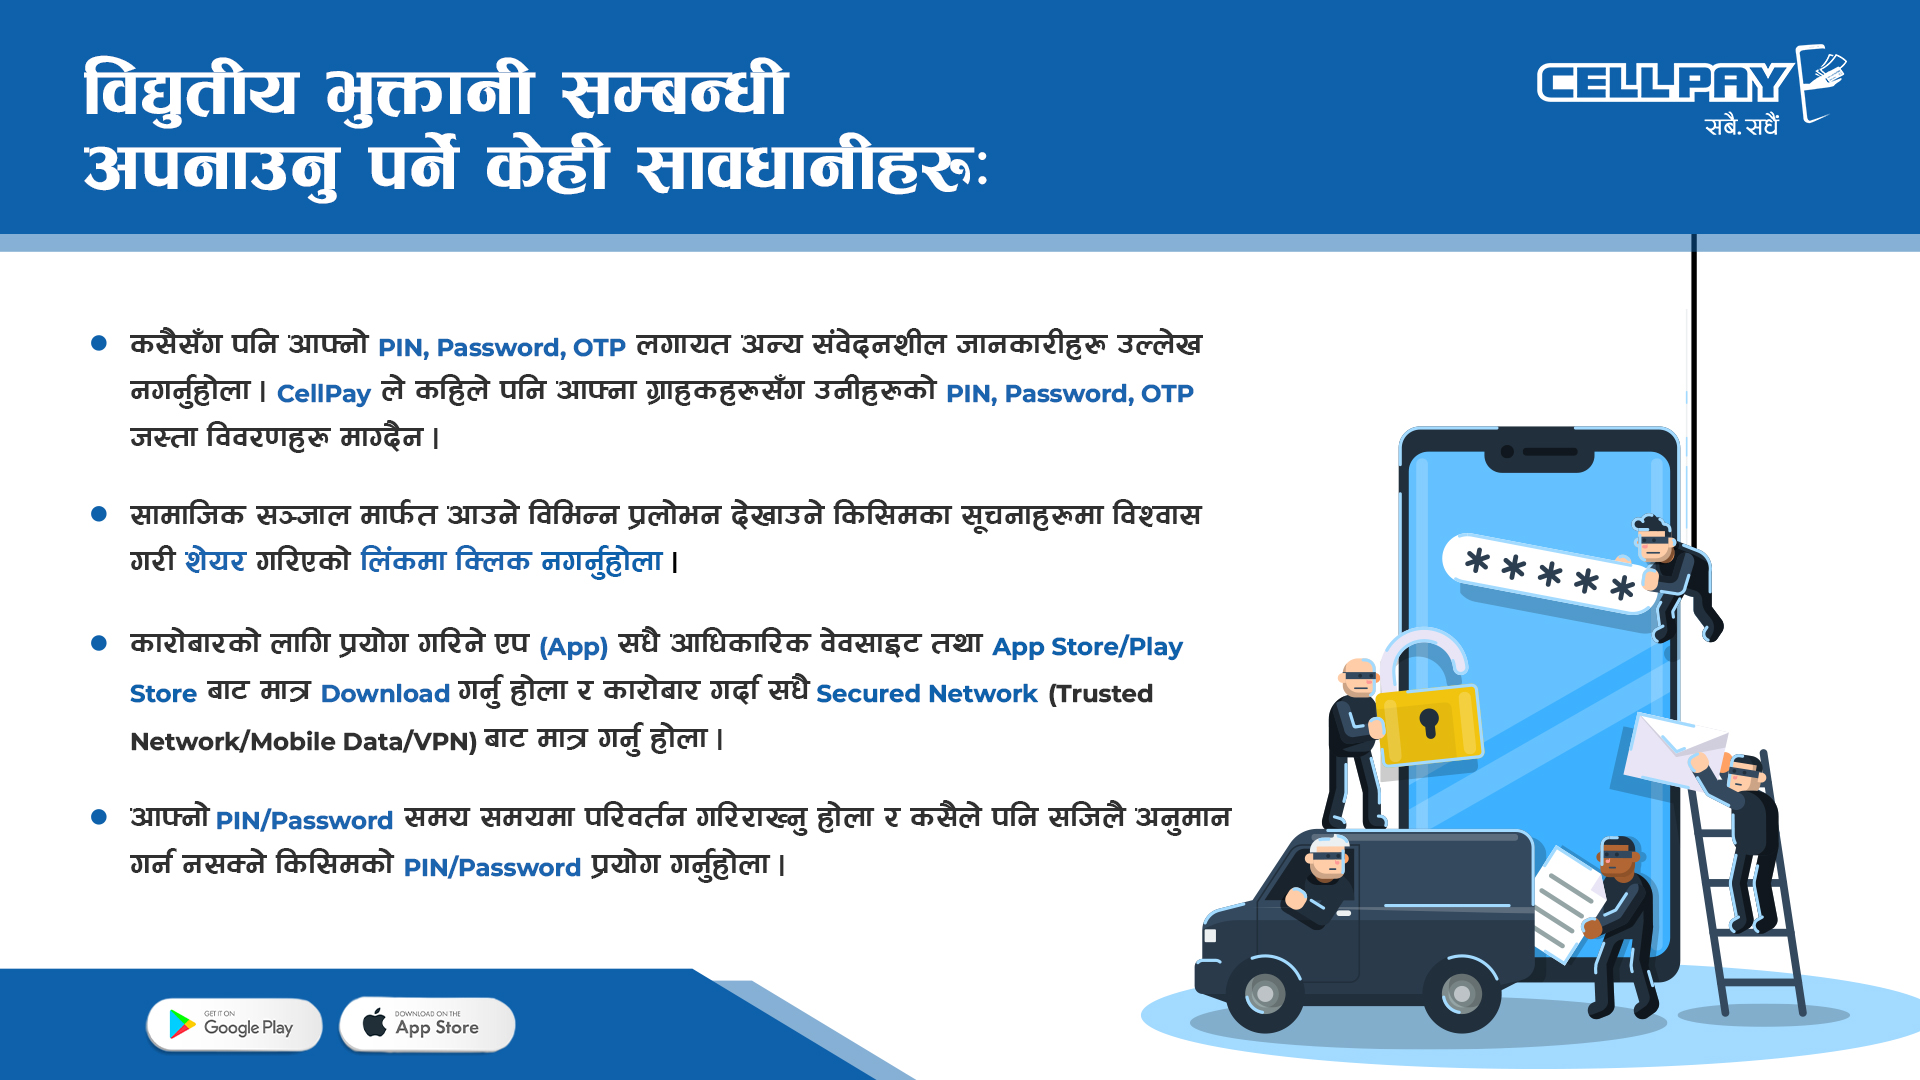 विद्युतीय भुक्तानी सम्बन्धी
अपनाउनु पर्ने केही सावधानीहरुः
CELLPAY
सबै. सधैं
कसैसँग पनि आफ्नो PIN, Password, OTP लगायत अन्य संवेदनशील जानकारीहरू उल्लेख
नगर्नुहोला । CellPay ले कहिले पनि आफ्ना ग्राहकहरूसँग उनीहरूको PIN, Password, OTP
जस्ता विवरणहरू माग्दैन ।
सामाजिक सञ्जाल मार्फत आउने विभिन्न प्रलोभन देखाउने किसिमका सूचनाहरूमा विश्वास
गरी शेयर गरिएको लिंकमा क्लिक नगर्नुहोला ।
कारोबारको लागि प्रयोग गरिने एप (App) सधै आधिकारिक वेवसाइट तथा App Store/Play
Store बाट मात्र Download गर्नु होला र कारोबार गर्दा सधै Secured Network (Trusted
Network/Mobile Data/VPN) बाट मात्र गर्नु होला ।
आफ्नो PIN/Password समय समयमा परिवर्तन गरिराख्नु होला र कसैले पनि सजिलै अनुमान
गर्न नसक्ने किसिमको PIN/Password प्रयोग गर्नुहोला ।
* * * * *
GET IT ON
Google Play
DOWNLOAD ON THE
App Store